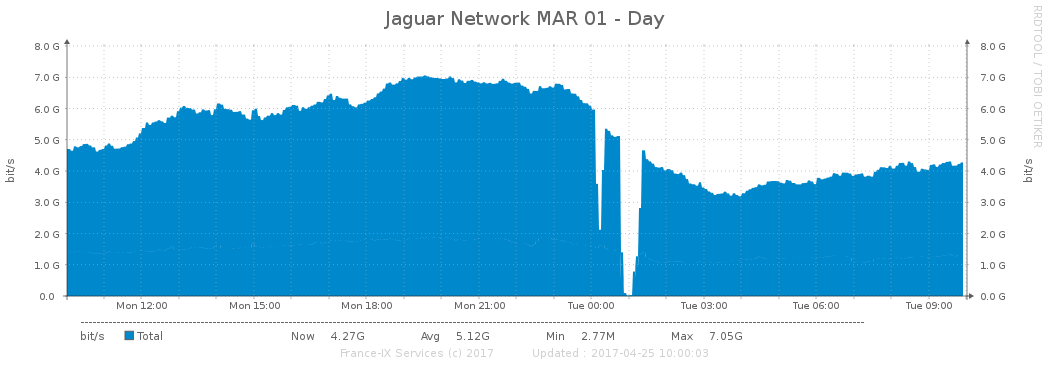 Jaguar Network MAR 01 - Day
RRDTOOL / TOBI OETIKER
8.0 G 8.0 G
7.0 G 7.0 G
6.0 G 6.0 G
5.0 G 5.0 G
4.0 G 4.0 G
3.0 G 3.0 G
2.0 G 2.0 G
1.0 G 1.0 G
0.0 0.0 G
bit/s
bit/s
Mon 12:00 Mon 15:00 Mon 18:00 Mon 21:00 Tue 00:00 Tue 03:00 Tue 06:00 Tue 09:00
bit/s Total Now 4.27G Avg 5.12G Min 2.77M Max 7.05G
France-IX Services (c) 2017 Updated : 2017-04-25 10:00:03